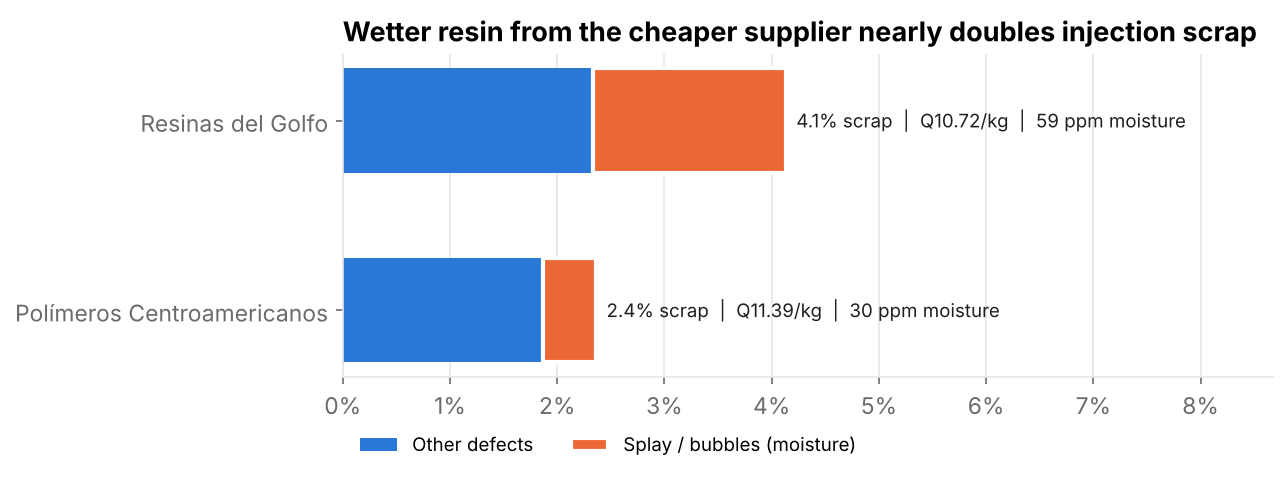 Wetter resin from the cheaper supplier nearly doubles injection scrap
Resinas del Golfo
4.1% scrap | Q10.72/kg | 59 ppm moisture
Polímeros Centroamericanos
2.4% scrap | Q11.39/kg | 30 ppm moisture
0% 1% 2% 3% 4% 5% 6% 7% 8%
Other defects Splay / bubbles (moisture)